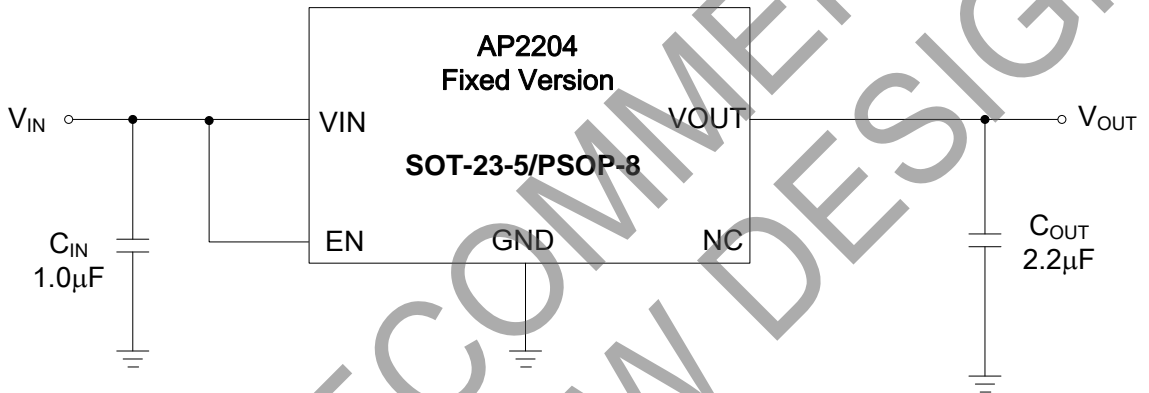 AP2204
Fixed Version
VIN
VIN
VOUT
VOUT
SOT-23-5/PSOP-8
EN
GND
NC
CIN
1.0μF
COUT
2.2μF